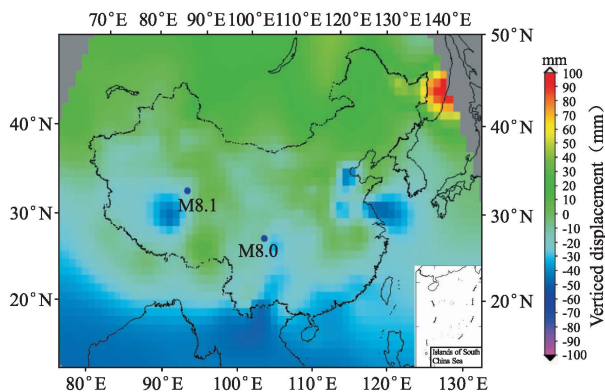 70°E 80°E 90°E 100°E 110°E 120°E 130°E 140°E
50°N
mm
100
90
80
70
60
50
40
30
20
10
0
-10
-20
-30
-40
-50
-60
-70
-80
-90
-100
Verticed displacement (mm)
40°N 40°N
30°N 30°N
20°N 20°N
10°N
M8.1
M8.0
Islands of South
China Sea
80°E 90°E 100°E 110°E 120°E 130°E